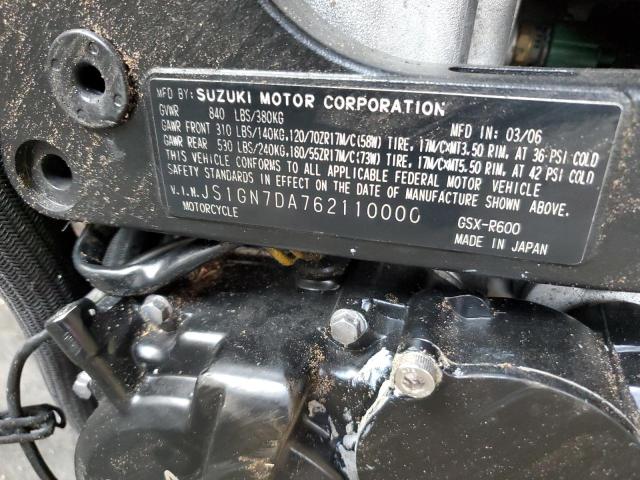 MFD BY: SUZUKI MOTOR CORPORATION
GVWR 840 LBS/380KG MFD IN: 03/06
GAWR FRONT 310 LBS/140KG,120/70ZR17M/C(58W) TIRE, 17M/C×MT3.50 RIM, AT 36 PSI COLD
GAWR REAR 530 LBS/240KG,180/55ZR17M/C(73W) TIRE, 17M/C×MT5.50 RIM, AT 42 PSI COLD
THIS VEHICLE CONFORMS TO ALL APPLICABLE FEDERAL MOTOR VEHICLE
SAFETY STANDARDS IN EFFECT ON THE DATE OF MANUFACTURE SHOWN ABOVE.
V.I.N. JS1GN7DA762110000 GSX-R600
MOTORCYCLE MADE IN JAPAN